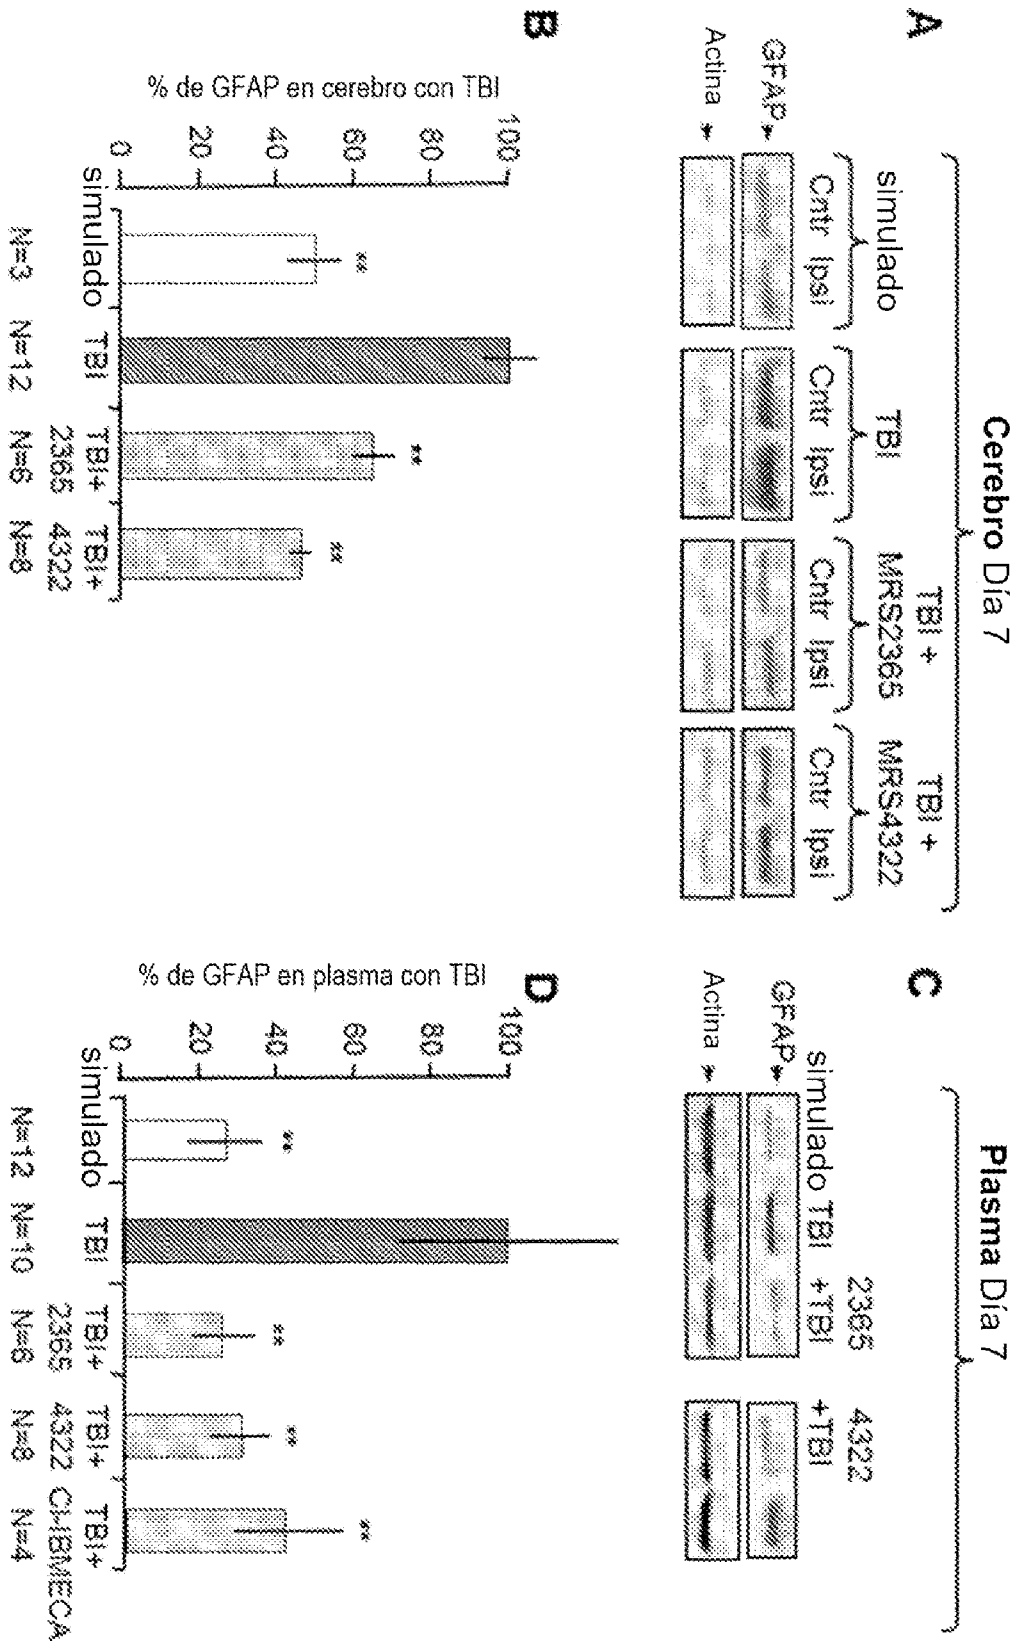 Cerebro Día 7
A
simulado
TBI
TBI +
MRS2365
TBI +
MRS4322
Cntr Ipsi
Cntr Ipsi
Cntr Ipsi
Cntr Ipsi
GFAP
Actina
B
% de GFAP en cerebro con TBI
100
80
60
40
20
0
**
**
**
simulado
TBI
TBI+
2365
TBI+
4322
N=3
N=12
N=6
N=8
Plasma Día 7
C
2365
4322
simulado TBI +TBI
+TBI
GFAP
Actina
D
% de GFAP en plasma con TBI
100
80
60
40
20
0
**
**
**
**
simulado
TBI
TBI+
2365
TBI+
4322
TBI+
Cl-IBMECA
N=12
N=10
N=6
N=8
N=4